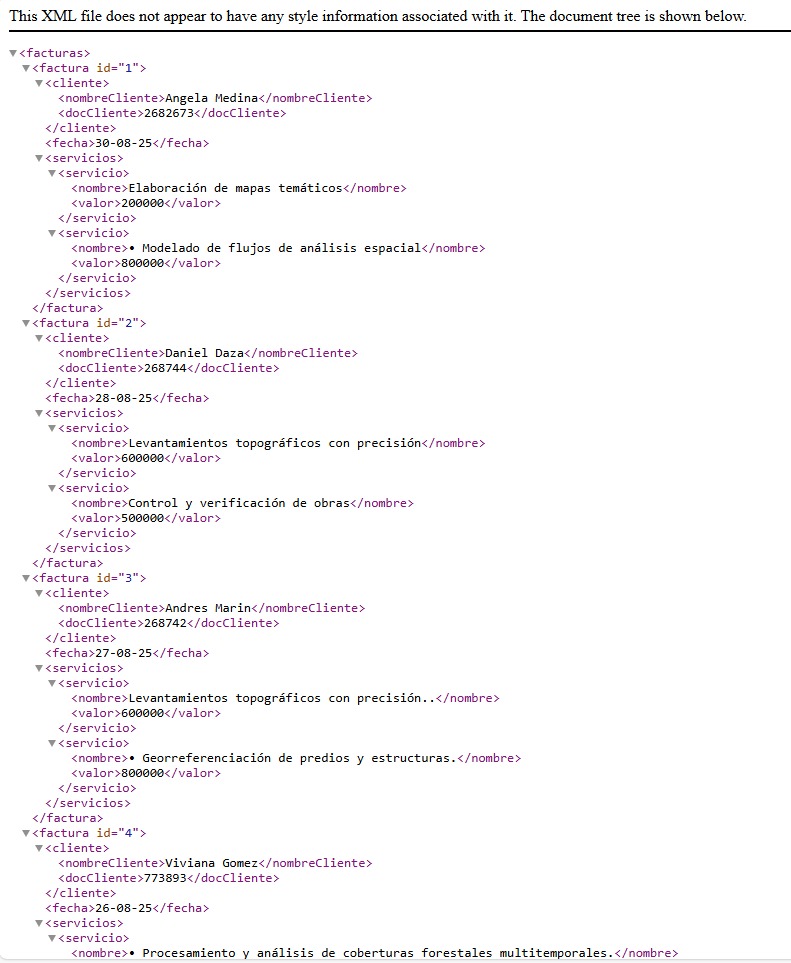 This XML file does not appear to have any style information associated with it. The document tree is shown below.
▼<facturas>
▼<factura id="1">
▼<cliente>
<nombreCliente>Angela Medina</nombreCliente>
<docCliente>2682673</docCliente>
</cliente>
<fecha>30-08-25</fecha>
▼<servicios>
▼<servicio>
<nombre>Elaboración de mapas temáticos</nombre>
<valor>200000</valor>
</servicio>
▼<servicio>
<nombre>• Modelado de flujos de análisis espacial</nombre>
<valor>800000</valor>
</servicio>
</servicios>
</factura>
▼<factura id="2">
▼<cliente>
<nombreCliente>Daniel Daza</nombreCliente>
<docCliente>268744</docCliente>
</cliente>
<fecha>28-08-25</fecha>
▼<servicios>
▼<servicio>
<nombre>Levantamientos topográficos con precisión</nombre>
<valor>600000</valor>
</servicio>
▼<servicio>
<nombre>Control y verificación de obras</nombre>
<valor>500000</valor>
</servicio>
</servicios>
</factura>
▼<factura id="3">
▼<cliente>
<nombreCliente>Andres Marin</nombreCliente>
<docCliente>268742</docCliente>
</cliente>
<fecha>27-08-25</fecha>
▼<servicios>
▼<servicio>
<nombre>Levantamientos topográficos con precisión..</nombre>
<valor>600000</valor>
</servicio>
▼<servicio>
<nombre>• Georreferenciación de predios y estructuras.</nombre>
<valor>800000</valor>
</servicio>
</servicios>
</factura>
▼<factura id="4">
▼<cliente>
<nombreCliente>Viviana Gomez</nombreCliente>
<docCliente>773893</docCliente>
</cliente>
<fecha>26-08-25</fecha>
▼<servicios>
▼<servicio>
<nombre>• Procesamiento y análisis de coberturas forestales multitemporales.</nombre>